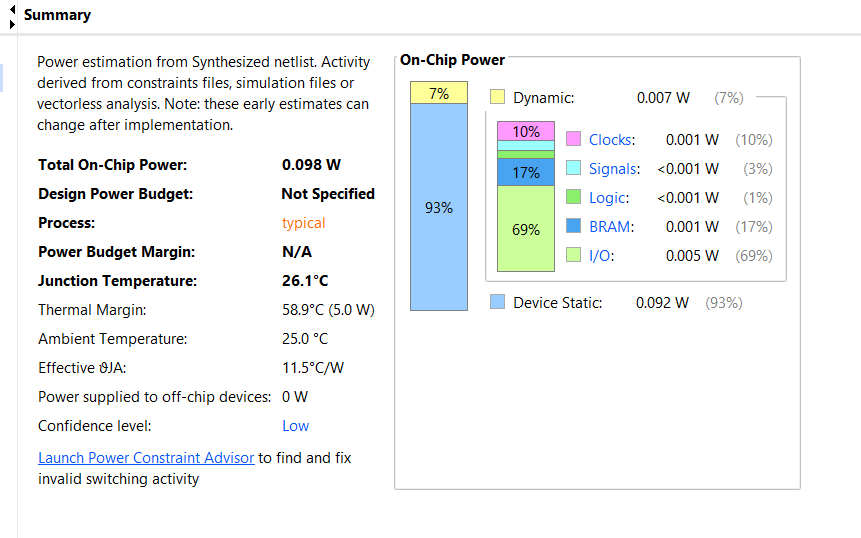 Summary
Power estimation from Synthesized netlist. Activity
derived from constraints files, simulation files or
vectorless analysis. Note: these early estimates can
change after implementation.
Total On-Chip Power: 0.098 W
Design Power Budget: Not Specified
Process: typical
Power Budget Margin: N/A
Junction Temperature: 26.1°C
Thermal Margin: 58.9°C (5.0 W)
Ambient Temperature: 25.0 °C
Effective ϑJA: 11.5°C/W
Power supplied to off-chip devices: 0 W
Confidence level: Low
Launch Power Constraint Advisor to find and fix
invalid switching activity
On-Chip Power
7%
93%
Dynamic: 0.007 W (7%)
10%
17%
69%
Clocks: 0.001 W (10%)
Signals: <0.001 W (3%)
Logic: <0.001 W (1%)
BRAM: 0.001 W (17%)
I/O: 0.005 W (69%)
Device Static: 0.092 W (93%)